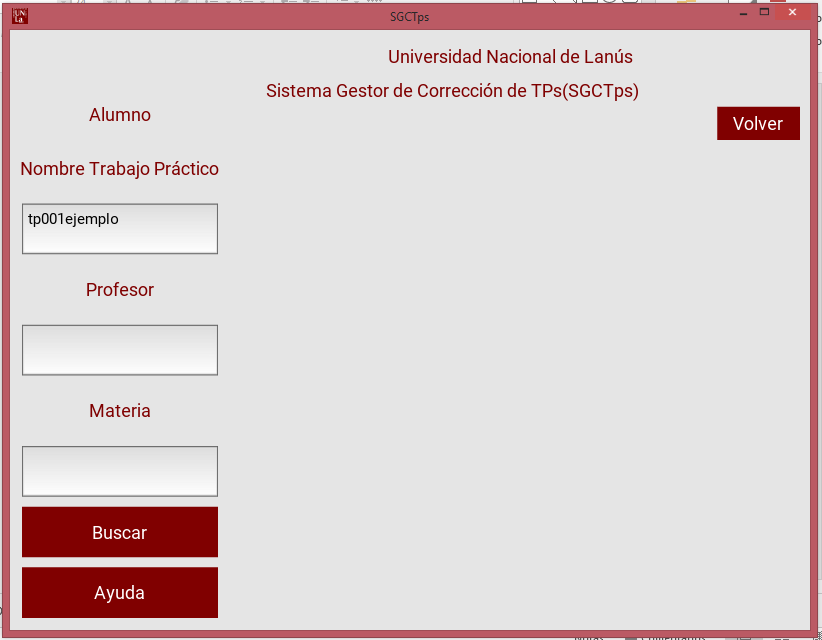 SGCTps
Universidad Nacional de Lanús
Sistema Gestor de Corrección de TPs(SGCTps)
Alumno
Volver
Nombre Trabajo Práctico
tp001ejemplo
Profesor
Materia
Buscar
Ayuda